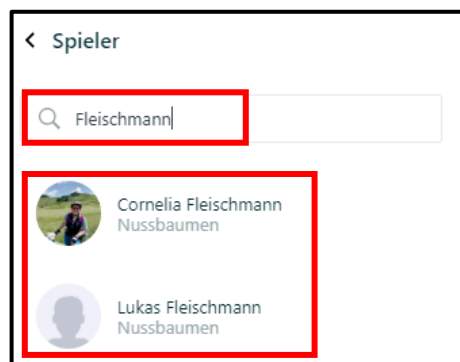 Spieler
Fleischmann
Cornelia Fleischmann
Nussbaumen
Lukas Fleischmann
Nussbaumen